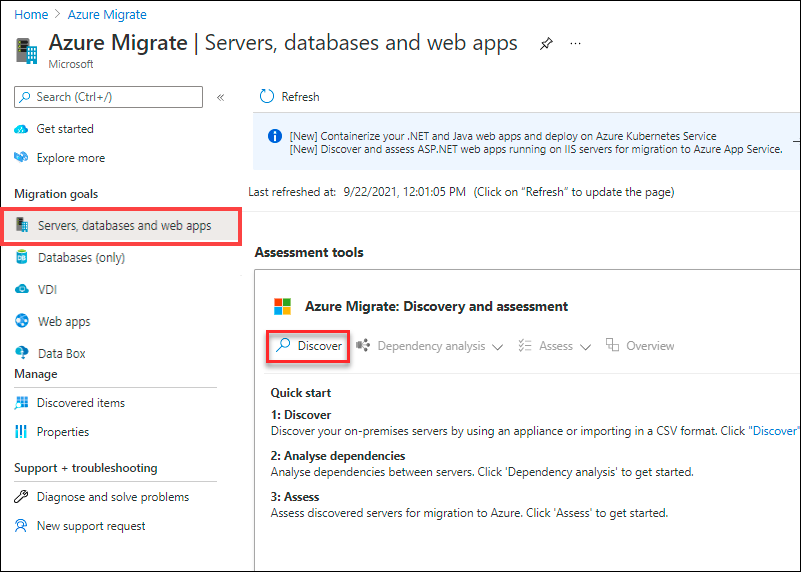 Home > Azure Migrate
Azure Migrate | Servers, databases and web apps
Microsoft
Search (Ctrl+/)
«
Refresh
Get started
[New] Containerize your .NET and Java web apps and deploy on Azure Kubernetes Service
[New] Discover and assess ASP.NET web apps running on IIS servers for migration to Azure App Service.
Explore more
Last refreshed at: 9/22/2021, 12:01:05 PM (Click on “Refresh” to update the page)
Migration goals
Servers, databases and web apps
Databases (only)
VDI
Web apps
Data Box
Manage
Discovered items
Properties
Support + troubleshooting
Diagnose and solve problems
New support request
Assessment tools
Azure Migrate: Discovery and assessment
Discover Dependency analysis Assess Overview
Quick start
1: Discover
Discover your on-premises servers by using an appliance or importing in a CSV format. Click "Discover"
2: Analyse dependencies
Analyse dependencies between servers. Click 'Dependency analysis' to get started.
3: Assess
Assess discovered servers for migration to Azure. Click 'Assess' to get started.